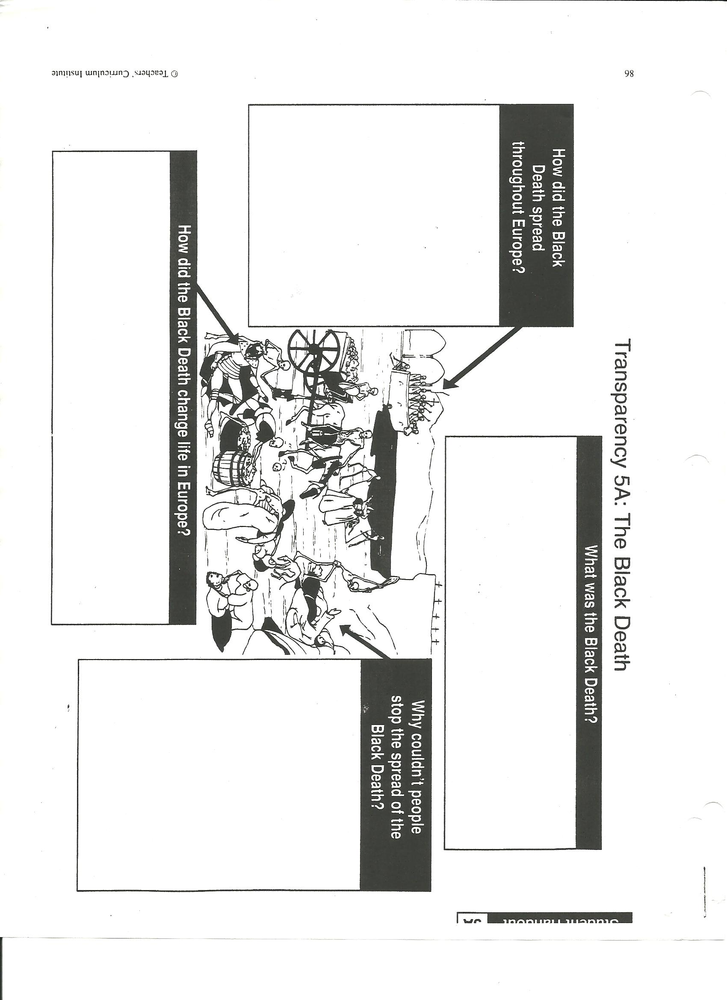 Transparency 5A: The Black Death
What was the Black Death?
How did the Black
Death spread
throughout Europe?
Why couldn't people
stop the spread of the
Black Death?
How did the Black Death change life in Europe?
Student Handout
86
© Teachers' Curriculum Institute